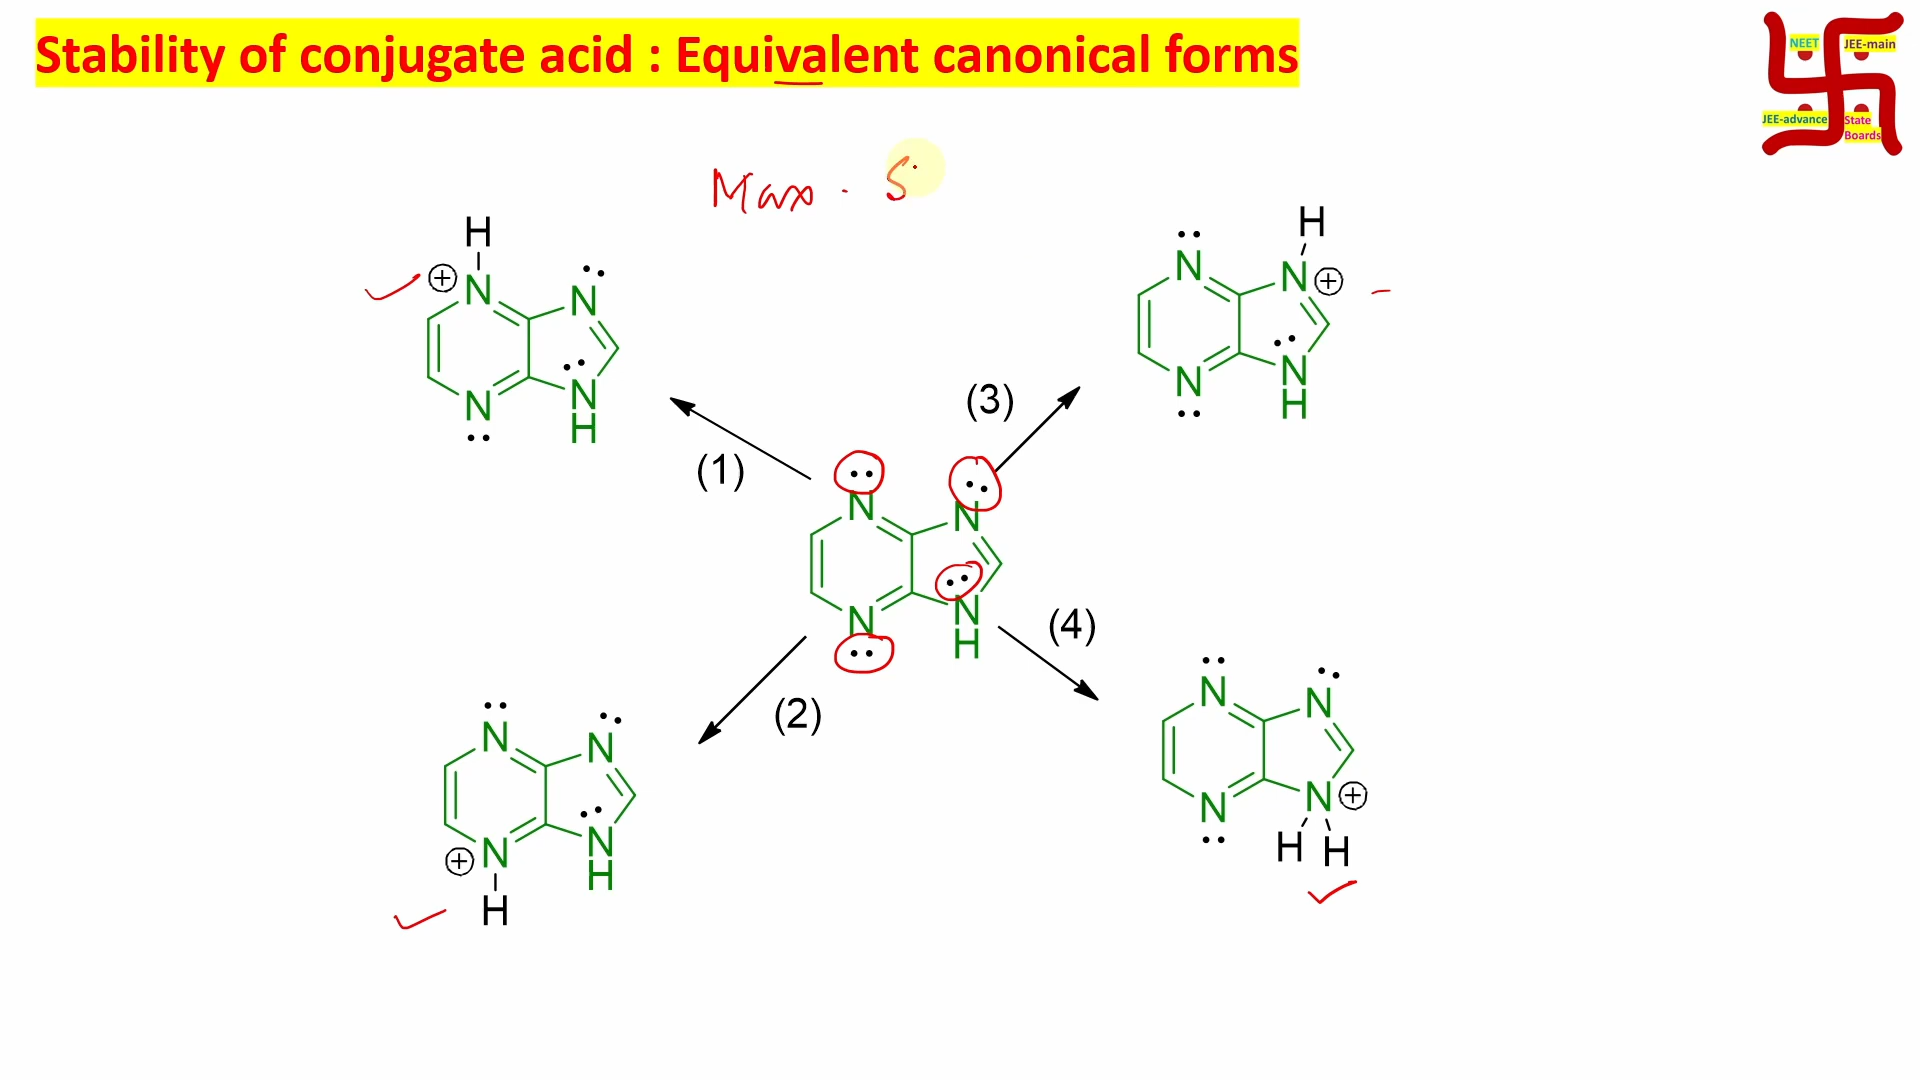 Stability of conjugate acid : Equivalent canonical forms
NEET
JEE-main
JEE-advance
State
Boards
Max. S
H
N
N
N
N
H
H
N
N
N
N
H
(1)
(3)
N
N
N
N
H
(2)
(4)
N
N
N
N
H
H
N
N
N
N
H H